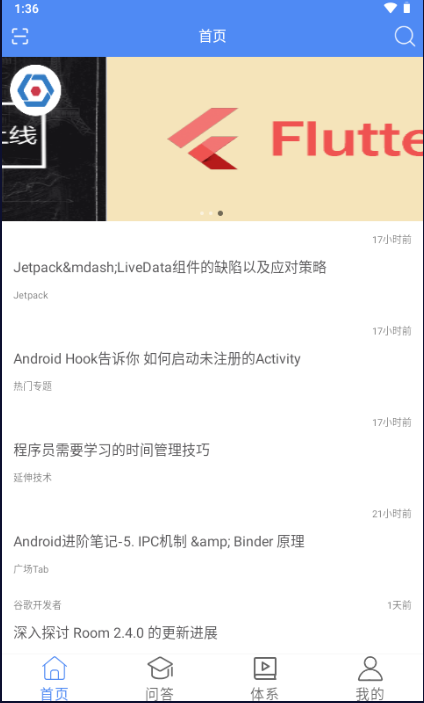 1:36
首页
上线
Flutte
17小时前
Jetpack&mdash;LiveData组件的缺陷以及应对策略
Jetpack
17小时前
Android Hook告诉你 如何启动未注册的Activity
热门专题
17小时前
程序员需要学习的时间管理技巧
延伸技术
21小时前
Android进阶笔记-5. IPC机制 &amp; Binder 原理
广场Tab
谷歌开发者 1天前
深入探讨 Room 2.4.0 的更新进展
首页 问答 体系 我的